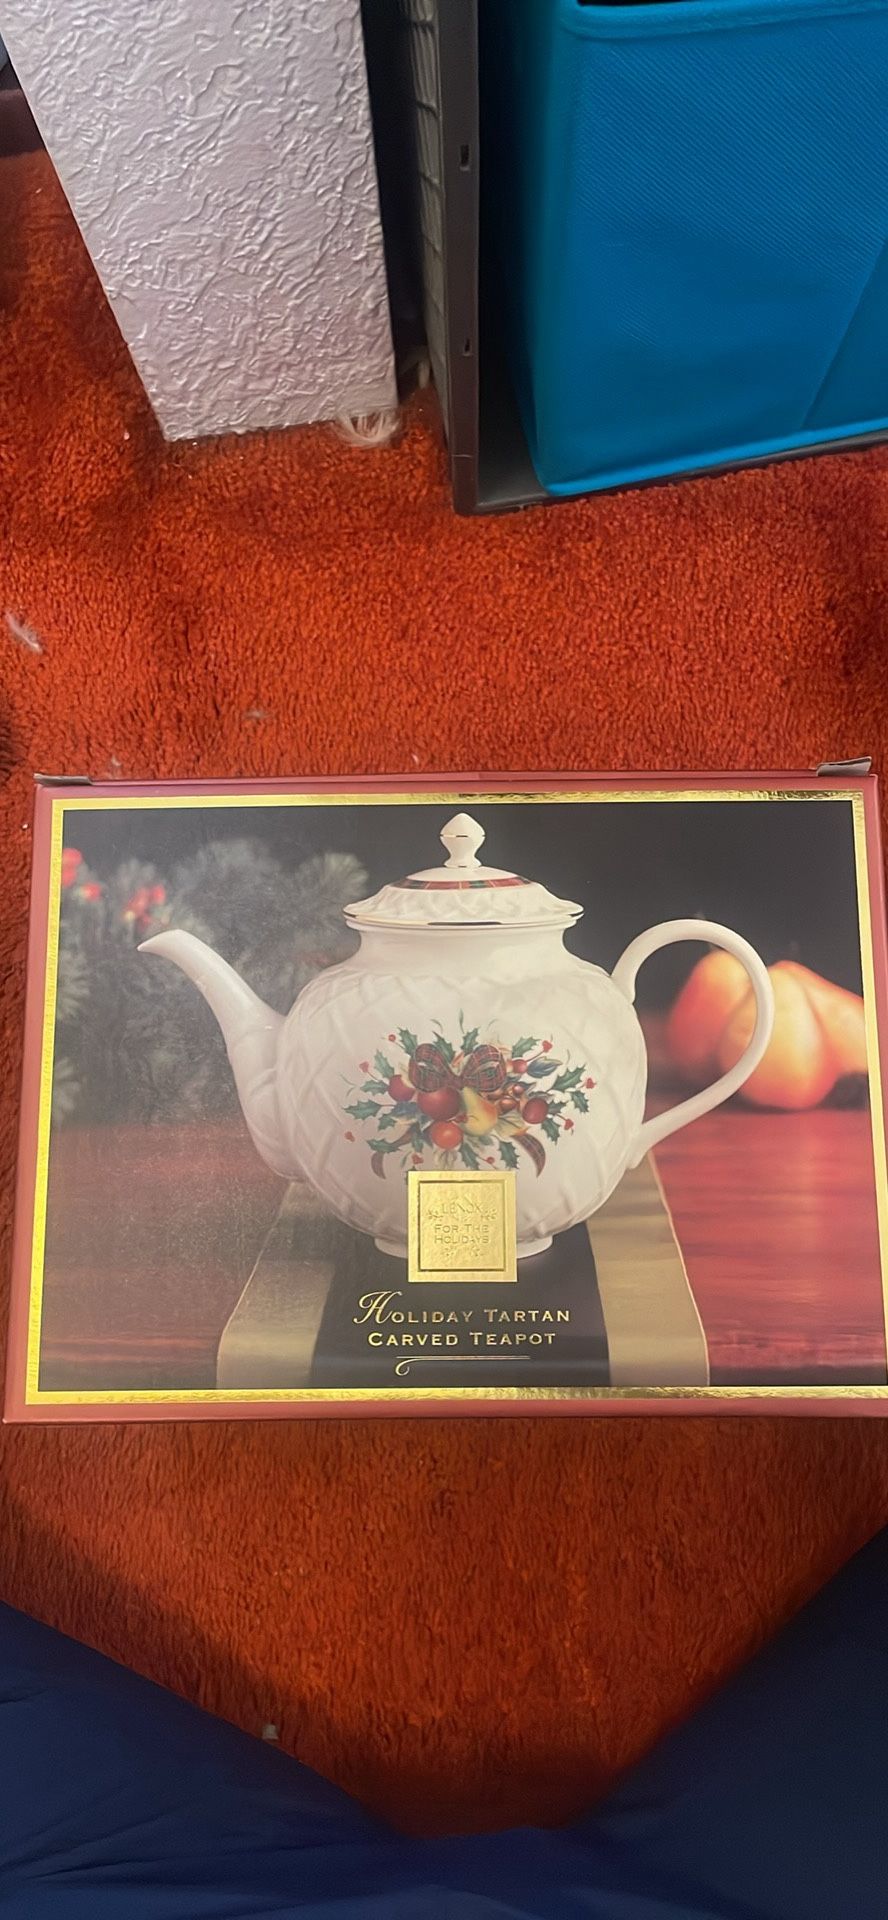 LENOX
FOR THE
HOLIDAYS
HOLIDAY TARTAN
CARVED TEAPOT